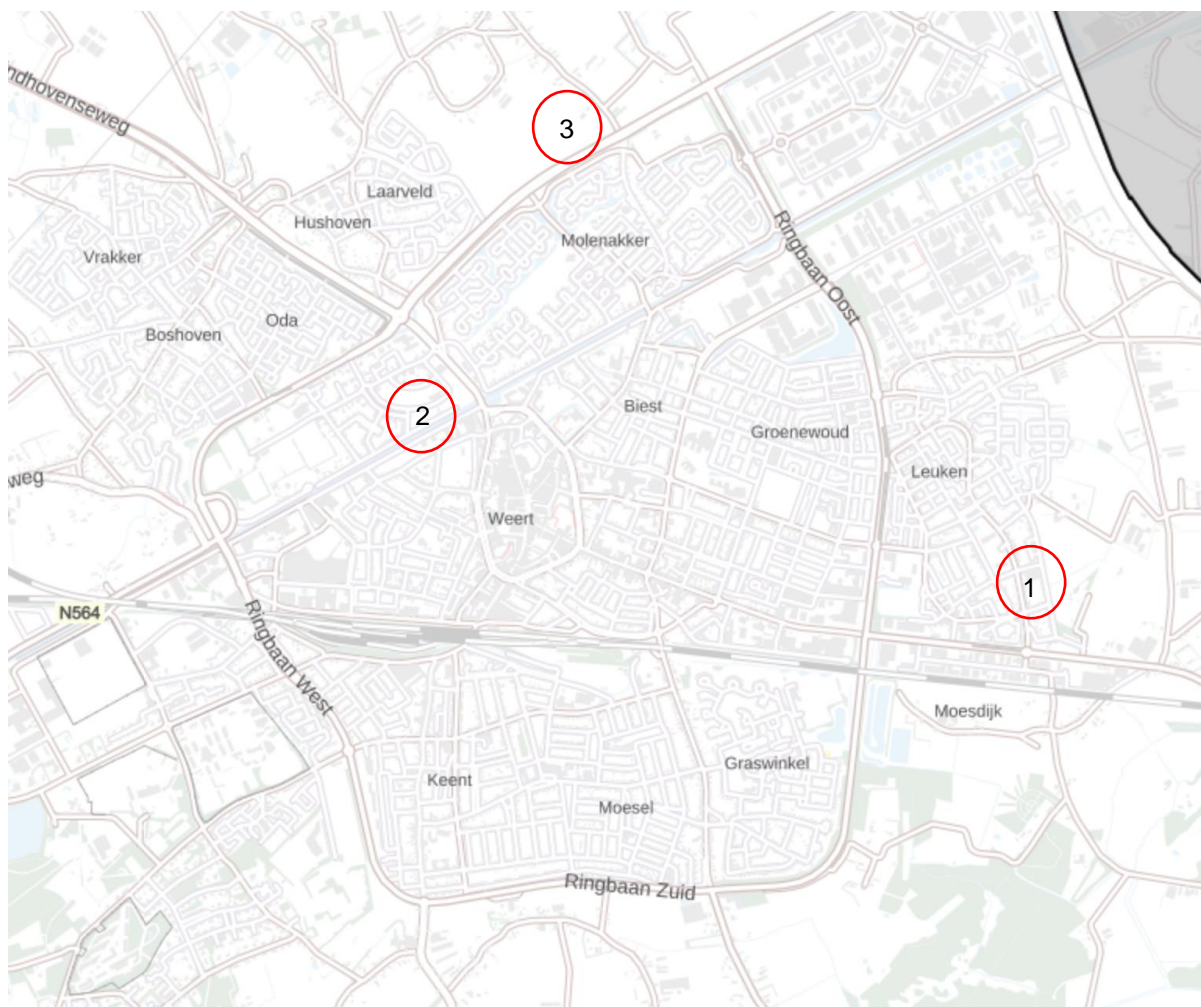 ndhovenseweg
3
Laarveld
Hushoven
Molenakker
Vrakker
Ringbaan Oost
Oda
Boshoven
2
Biest
Groenewoud
Leuken
weg
Weert
1
N564
Ringbaan West
Moesdijk
Graswinkel
Keent
Moesel
Ringbaan Zuid